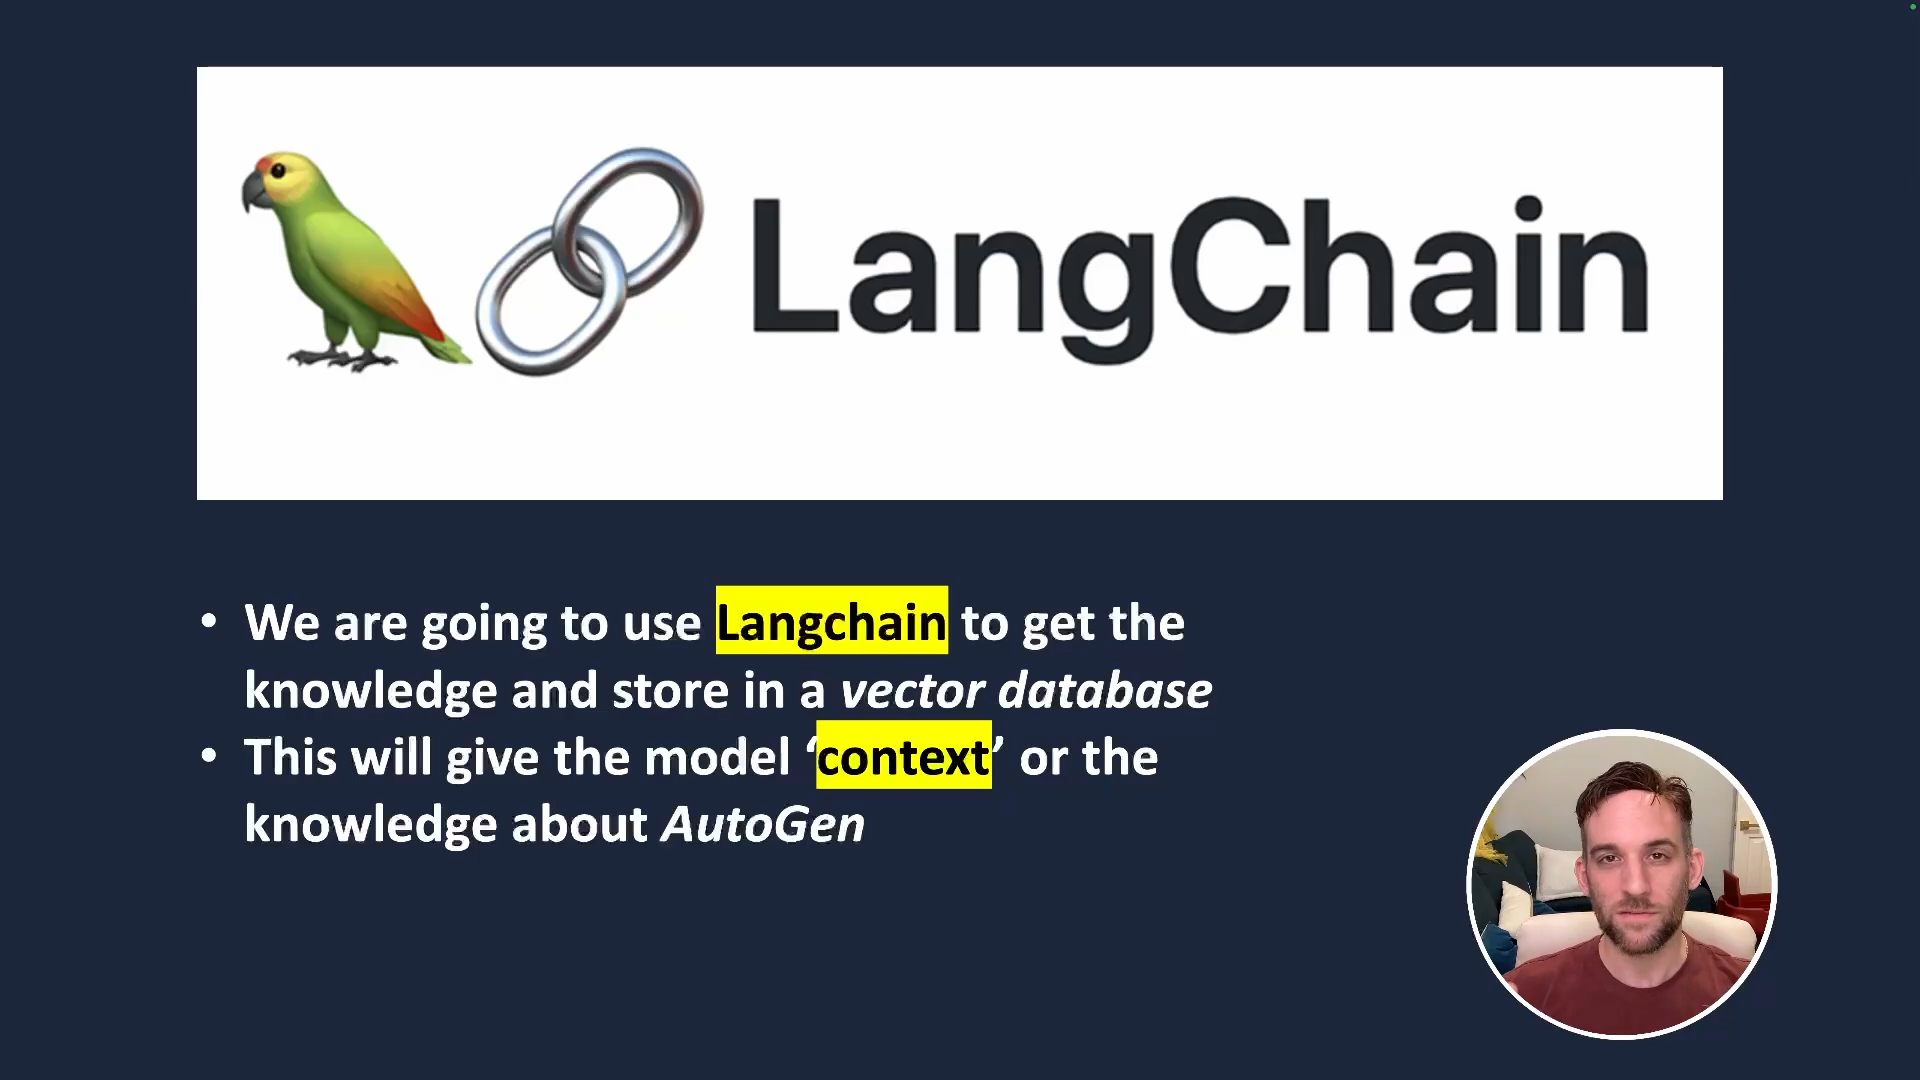 LangChain
• We are going to use Langchain to get the
knowledge and store in a vector database
• This will give the model ‘context’ or the
knowledge about AutoGen